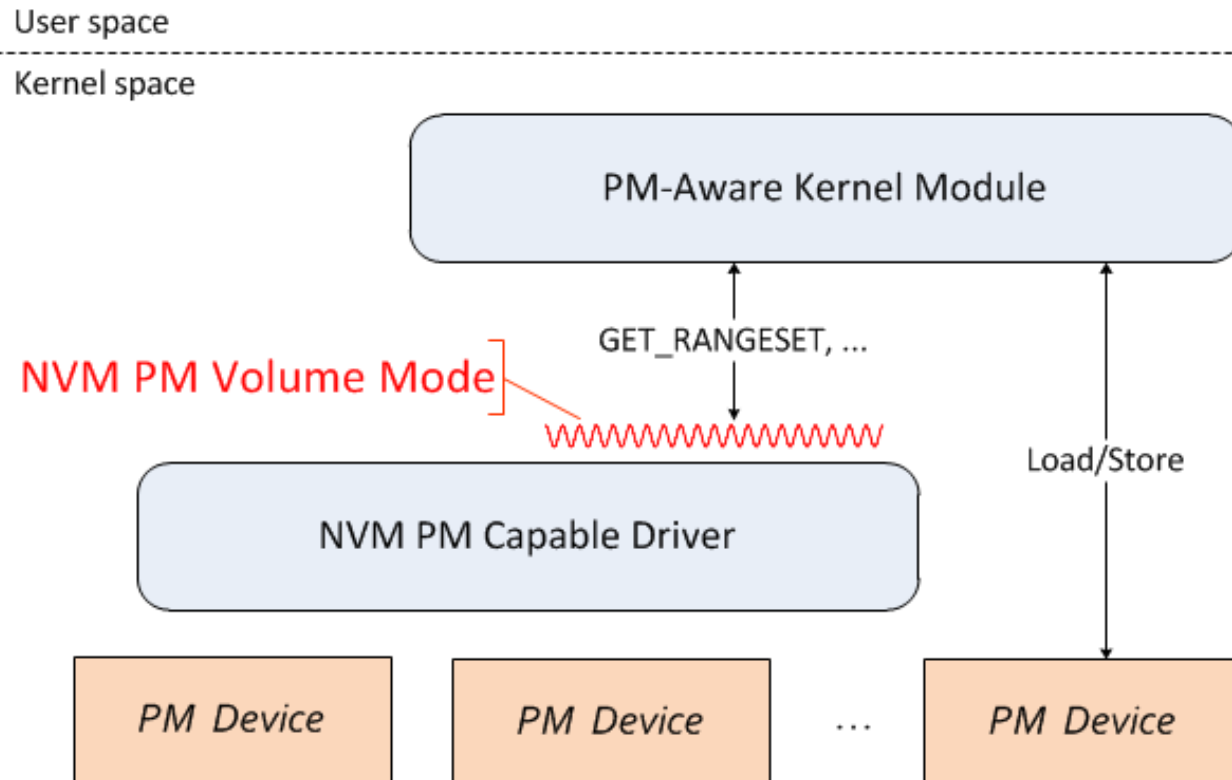 User space
Kernel space
PM-Aware Kernel Module
GET_RANGESET, ...
NVM PM Volume Mode
Load/Store
NVM PM Capable Driver
PM Device
PM Device
...
PM Device